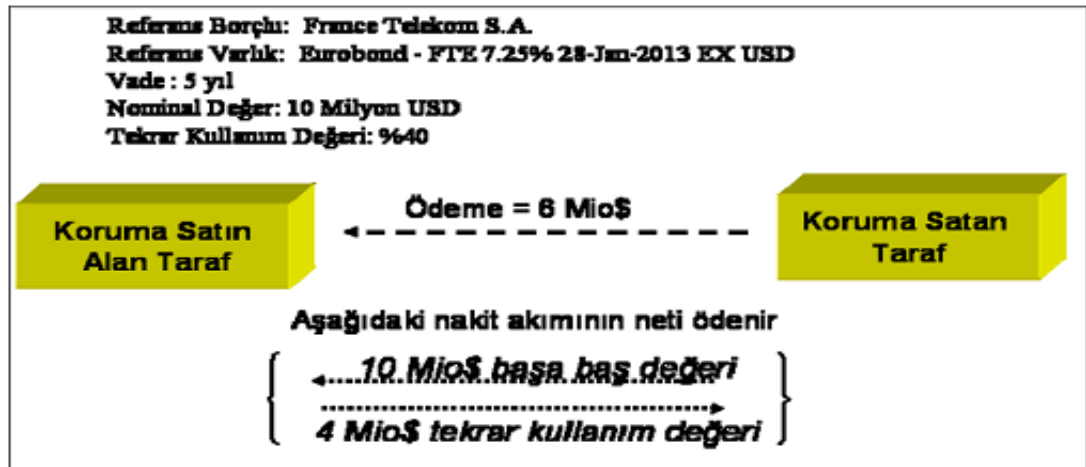 Referans Borçlu: France Telekom S.A.
Referans Varlık: Eurobond - FTE 7.25% 28-Jan-2013 EX USD
Vade : 5 yıl
Nominal Değer: 10 Milyon USD
Tekrar Kullanım Değeri: %40
Ödeme = 6 Mio$
Koruma Satın
Alan Taraf
Koruma Satan
Taraf
Aşağıdaki nakit akımının neti ödenir
10 Mio$ başa baş değeri
4 Mio$ tekrar kullanım değeri